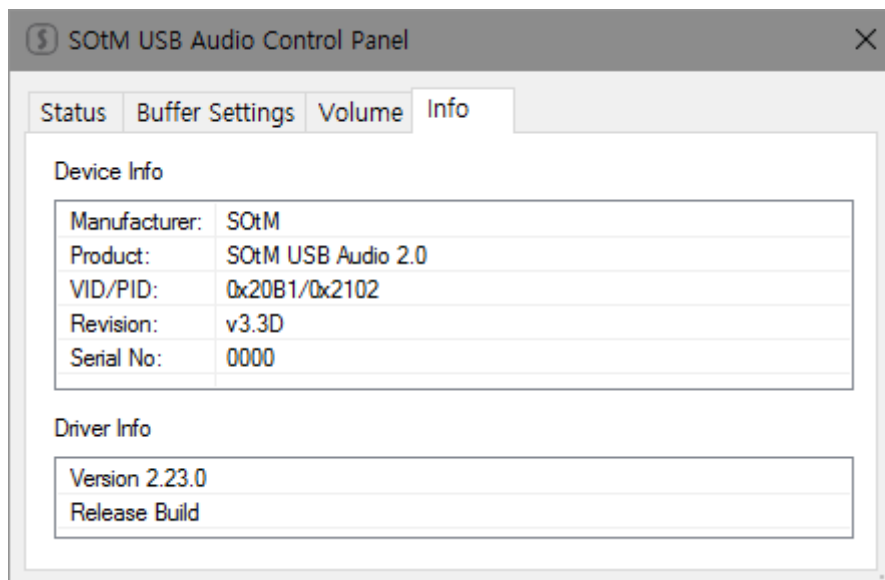 SOtM USB Audio Control Panel
Status Buffer Settings Volume Info
Device Info
Manufacturer: SOtM
Product: SOtM USB Audio 2.0
VID/PID: 0x20B1/0x2102
Revision: v3.3D
Serial No: 0000
Driver Info
Version 2.23.0
Release Build